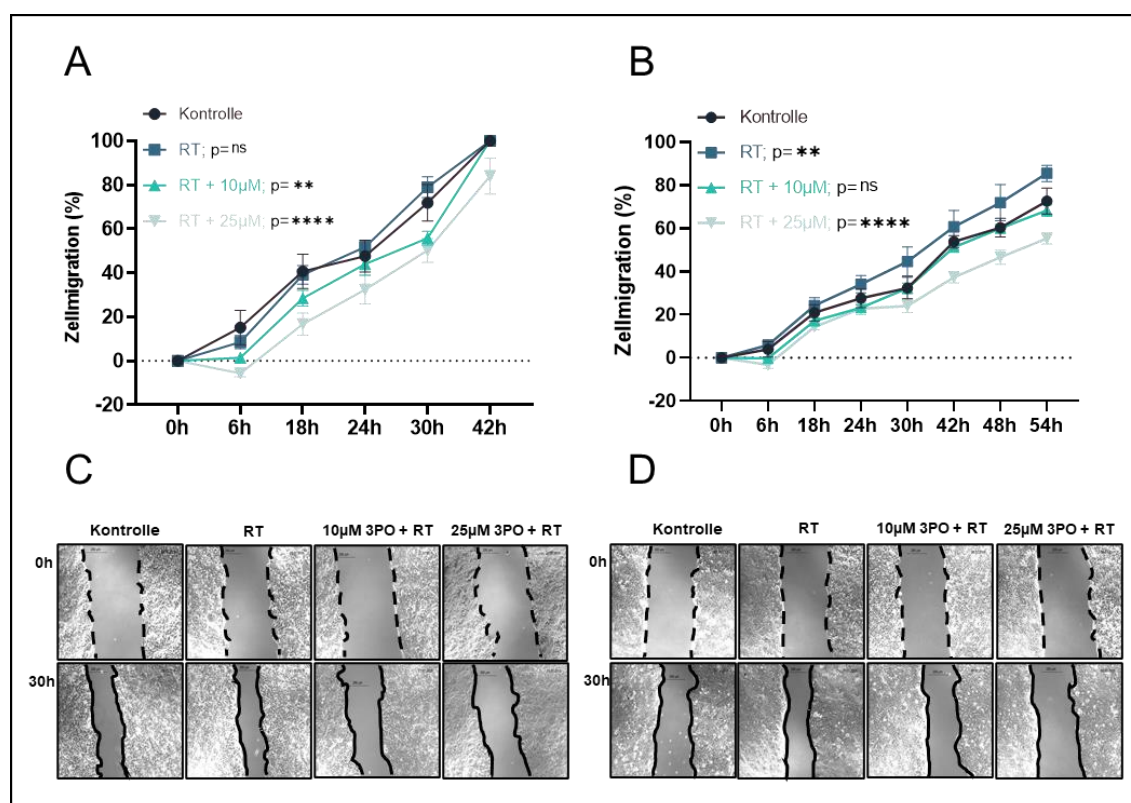 A
Kontrolle
RT; p= ns
RT + 10µM; p= **
RT + 25µM; p= ****
Zellmigration (%)
100
80
60
40
20
0
-20
0h 6h 18h 24h 30h 42h
B
Kontrolle
RT; p= **
RT + 10µM; p= ns
RT + 25µM; p= ****
Zellmigration (%)
100
80
60
40
20
0
-20
0h 6h 18h 24h 30h 42h 48h 54h
C
Kontrolle RT 10µM 3PO + RT 25µM 3PO + RT
0h
30h
D
Kontrolle RT 10µM 3PO + RT 25µM 3PO + RT
0h
30h